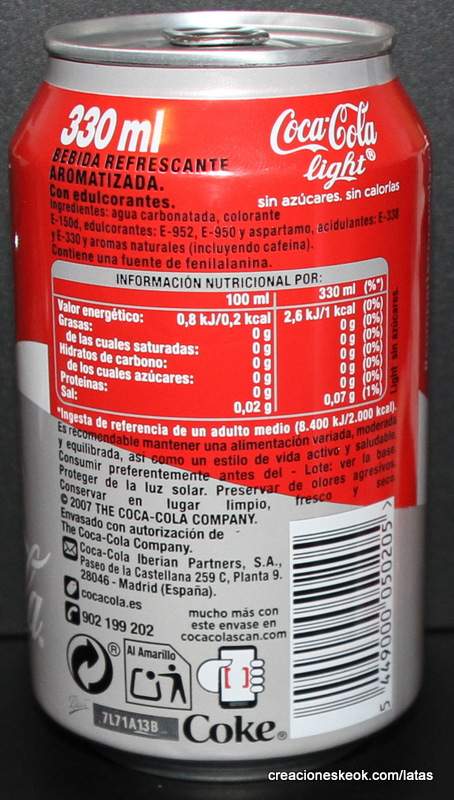 330 ml
BEBIDA REFRESCANTE
AROMATIZADA.
Con edulcorantes.
Coca-Cola
light®
sin azúcares. sin calorías
Ingredientes: agua carbonatada, colorante
E-150d, edulcorantes: E-952, E-950 y aspartamo, acidulantes: E-338
y E-330 y aromas naturales (incluyendo cafeína).
Contiene una fuente de fenilalanina.
INFORMACIÓN NUTRICIONAL POR:
100 ml 330 ml (%*)
Valor energético: 0,8 kJ/0,2 kcal 2,6 kJ/1 kcal (0%)
Grasas: 0 g 0 g (0%)
de las cuales saturadas: 0 g 0 g (0%)
Hidratos de carbono: 0 g 0 g (0%)
de los cuales azúcares: 0 g 0 g (0%)
Proteínas: 0 g 0 g (0%)
Sal: 0,02 g 0,07 g (1%)
*Ingesta de referencia de un adulto medio (8.400 kJ/2.000 kcal).
Light sin azúcares.
Es recomendable mantener una alimentación variada, moderada
y equilibrada, así como un estilo de vida activo y saludable.
Consumir preferentemente antes del - Lote: ver la base.
Proteger de la luz solar. Preservar de olores agresivos.
Conservar en lugar limpio, fresco y seco.
© 2007 THE COCA-COLA COMPANY.
Envasado con autorización de
The Coca-Cola Company.
Coca-Cola Iberian Partners, S.A.,
Paseo de la Castellana 259 C, Planta 9.
28046 - Madrid (España).
cocacola.es
902 199 202
mucho más con
este envase en
cocacolascan.com
®
Al Amarillo
7L71A13B
Coke®
5 449000 050205 >
creacioneskeok.com/latas